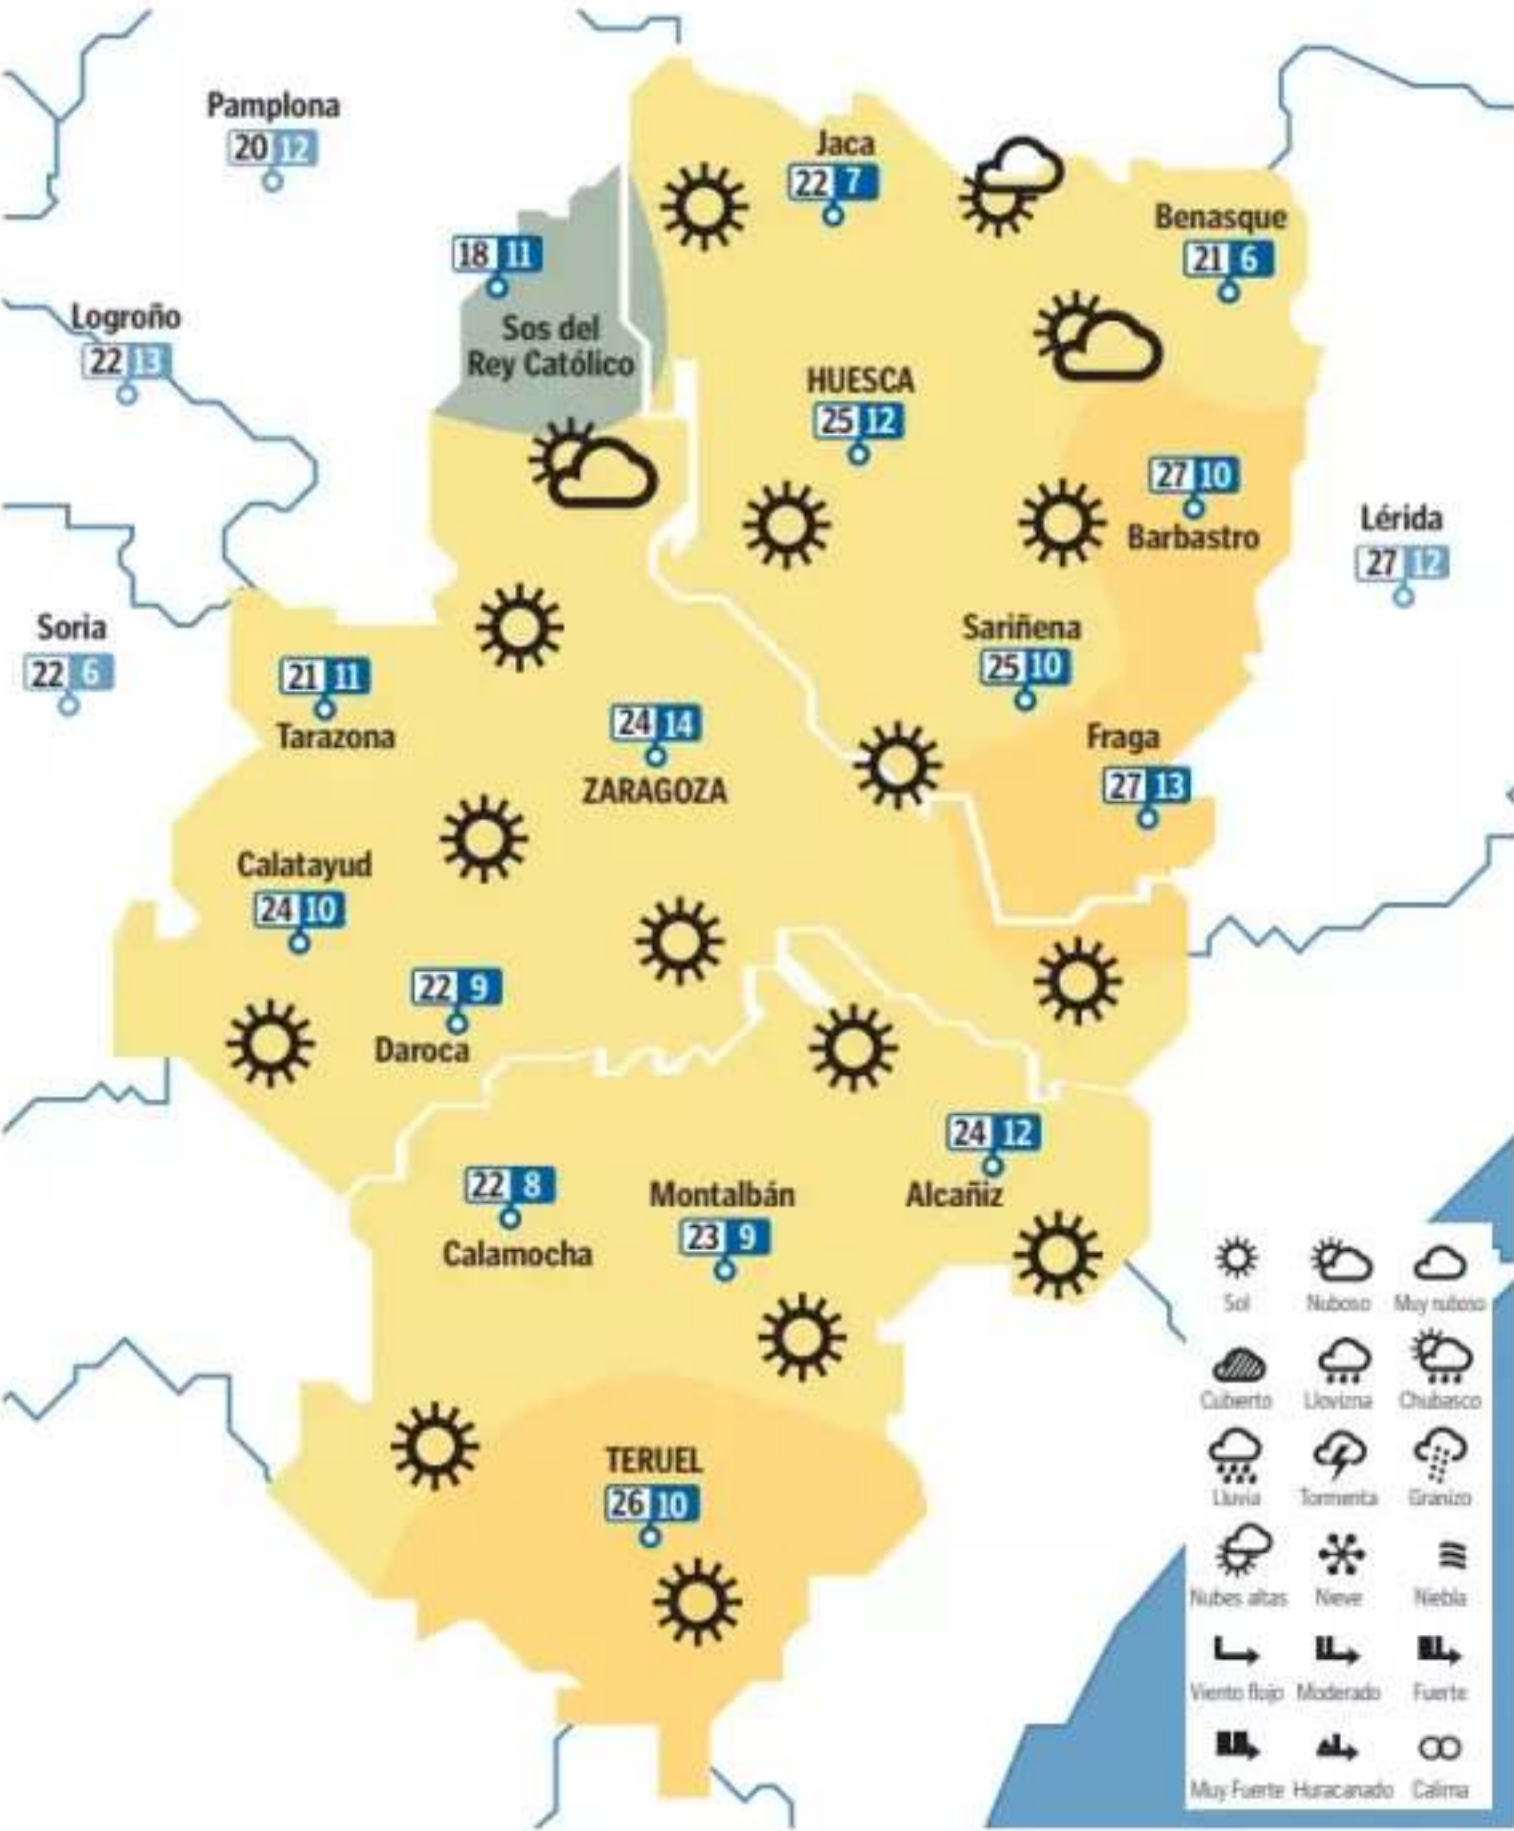 Pamplona
20 12
Jaca
22 7
Benasque
21 6
18 11
Sos del
Rey Católico
Logroño
22 13
HUESCA
25 12
27 10
Barbastro
Lérida
27 12
Soria
22 6
Sariñena
25 10
21 11
Tarazona
24 14
ZARAGOZA
Fraga
27 13
Calatayud
24 10
22 9
Daroca
24 12
Alcañiz
22 8
Calamocha
Montalbán
23 9
TERUEL
26 10
Sol Nuboso Muy nuboso
Cubierto Llovizna Chubasco
Lluvia Tormenta Granizo
Nubes altas Nieve Niebla
Viento flojo Moderado Fuerte
Muy Fuerte Huracanado Calima